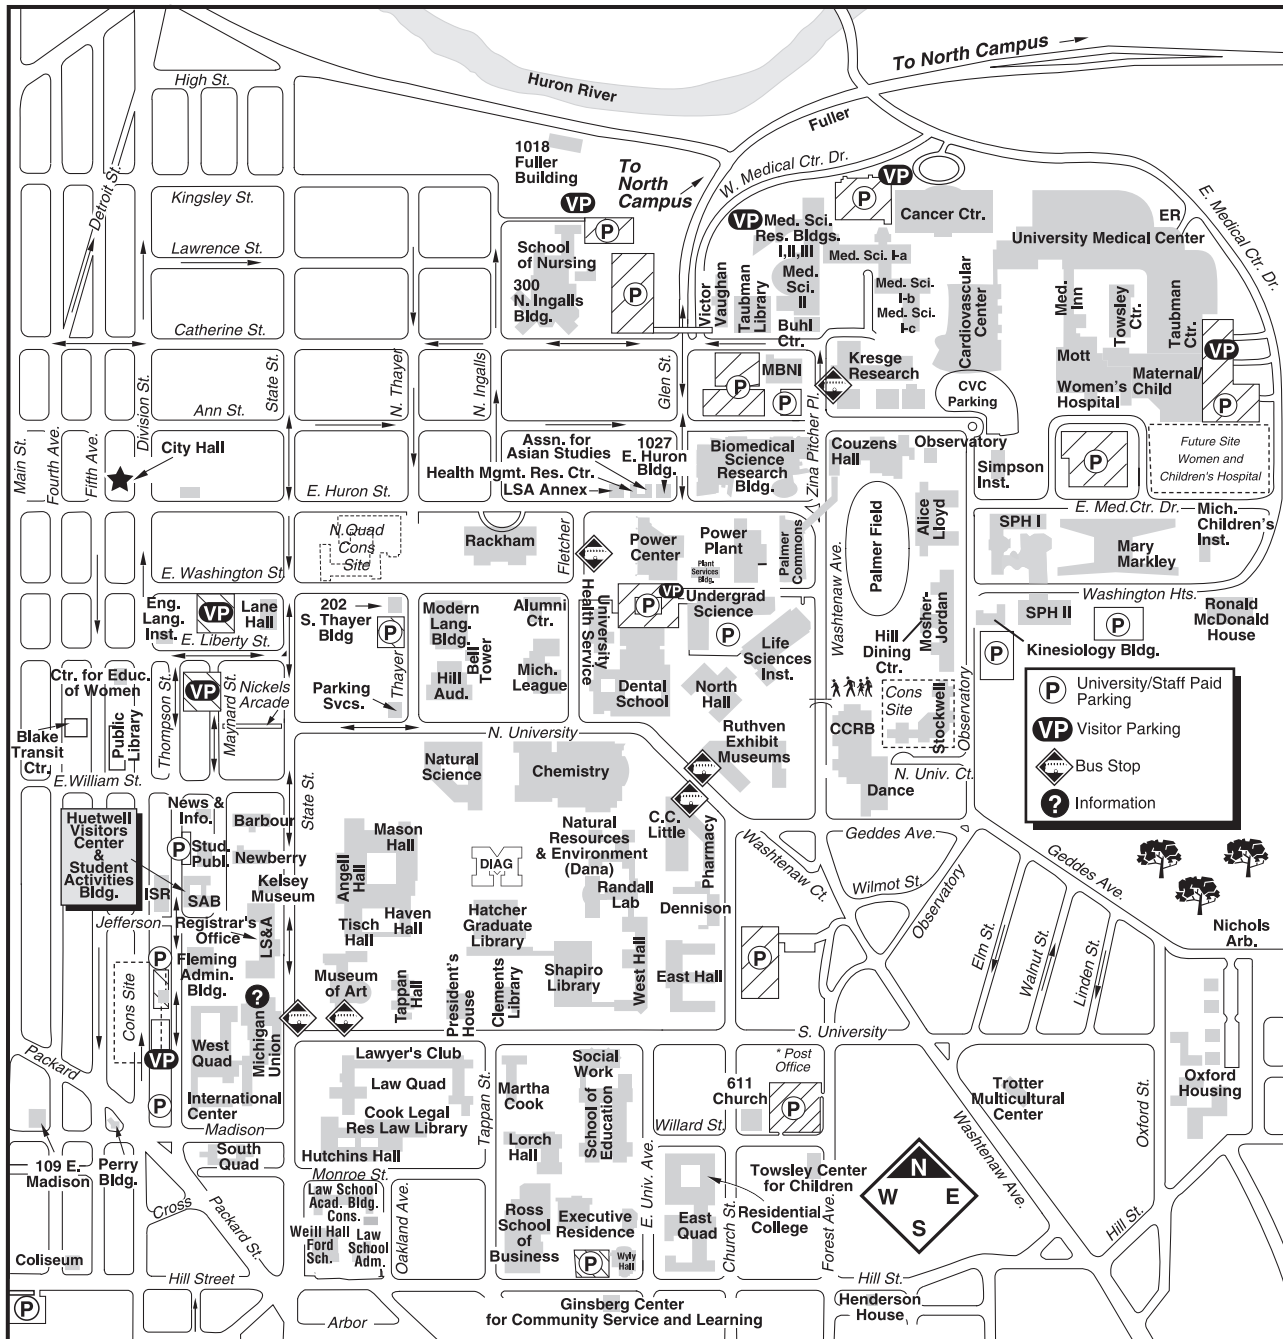 High St.
Huron River
To North Campus
Fuller
Detroit St.
Kingsley St.
Lawrence St.
Catherine St.
1018
Fuller
Building
VP
To
North
Campus
W. Medical Ctr. Dr.
VP
P
P
P
School
of Nursing
300
N. Ingalls
Bldg.
VP
Med. Sci.
Res. Bldgs.
I,II,III
Cancer Ctr.
ER
E. Medical Ctr. Dr.
University Medical Center
Med. Sci. I-a
Med.
Sci.
II
Med. Sci.
I-b
Med. Sci.
I-c
Victor
Vaughan
Taubman
Library
Buhl
Ctr.
Cardiovascular
Center
Med.
Inn
Towsley
Ctr.
Taubman
Ctr.
VP
P
Mott
Maternal/
Child
Women's
Hospital
CVC
Parking
Kresge
Research
MBNI
P
P
Division St.
State St.
N. Thayer
N. Ingalls
Glen St.
Zina Pitcher Pl.
Ann St.
Main St.
Fourth Ave.
Fifth Ave.
City Hall
E. Huron St.
Assn. for
Asian Studies
Health Mgmt. Res. Ctr.
LSA Annex
1027
E. Huron
Bldg.
Biomedical
Science
Research
Bldg.
Couzens
Hall
Observatory
Simpson
Inst.
P
Future Site
Women and
Children's Hospital
E. Med.Ctr. Dr.
Mich.
Children's
Inst.
N.Quad
Cons
Site
Rackham
Fletcher
Power
Center
Power
Plant
Plant
Services
Bldg.
Palmer
Commons
Washtenaw Ave.
Palmer Field
Alice
Lloyd
SPH I
Mary
Markley
E. Washington St.
Washington Hts.
Eng.
Lang.
Inst.
VP
Lane
Hall
E. Liberty St.
202
S. Thayer
Bldg
P
Modern
Lang. Bldg.
Bell
Tower
Alumni
Ctr.
University
Health Service
P
VP
Undergrad
Science
P
Mosher-
Jordan
Hill
Dining
Ctr.
SPH II
P
P
Kinesiology Bldg.
Ronald
McDonald
House
Ctr. for Educ.
of Women
Thompson St.
VP
Maynard St.
Nickels
Arcade
Parking
Svcs.
Thayer
Hill
Aud.
Mich.
League
Dental
School
North
Hall
Life
Sciences
Inst.
Cons
Site
Stockwell
Observatory
CCRB
P University/Staff Paid
Parking
VP Visitor Parking
Bus Stop
? Information
Blake
Transit
Ctr.
Public
Library
N. University
Ruthven
Exhibit
Museums
N. Univ. Ct.
Dance
E.William St.
State St.
Natural
Science
Chemistry
Huetwell
Visitors
Center
&
Student
Activities
Bldg.
News &
Info.
P
Stud.
Publ.
Barbour
Newberry
Kelsey
Museum
Mason
Hall
Angell
Hall
DIAG
Natural
Resources
& Environment
(Dana)
C.C.
Little
Pharmacy
Washtenaw Ct.
Geddes Ave.
Geddes Ave.
Wilmot St.
Observatory
Nichols
Arb.
ISR
SAB
Jefferson
Registrar's
Office
LS&A
Tisch
Hall
Haven
Hall
Hatcher
Graduate
Library
Randall
Lab
Dennison
Elm St.
Walnut St.
Linden St.
P
Cons Site
Fleming
Admin.
Bldg.
?
Museum
of Art
Tappan
Hall
President's
House
Clements
Library
Shapiro
Library
West Hall
East Hall
P
S. University
West
Quad
Michigan
Union
VP
Packard
P
International
Center
Madison
Lawyer's Club
Law Quad
Cook Legal
Res Law Library
Hutchins Hall
Monroe St.
Tappan St.
Martha
Cook
Social
Work
School of
Education
Lorch
Hall
* Post
Office
611
Church
P
Willard St.
Trotter
Multicultural
Center
Oxford St.
Oxford
Housing
Washtenaw Ave.
109 E.
Madison
Perry
Bldg.
South
Quad
Cross
Packard St.
Law School
Acad. Bldg.
Cons.
Weill Hall
Ford
Sch.
Law
School
Adm.
Oakland Ave.
Ross
School
of
Business
Executive
Residence
P
Wyly
Hall
E. Univ. Ave.
East
Quad
Church St.
Towsley Center
for Children
Residential
College
Forest Ave.
N
W E
S
Hill St.
Coliseum
Hill Street
Hill St.
P
Arbor
Ginsberg Center
for Community Service and Learning
Henderson
House